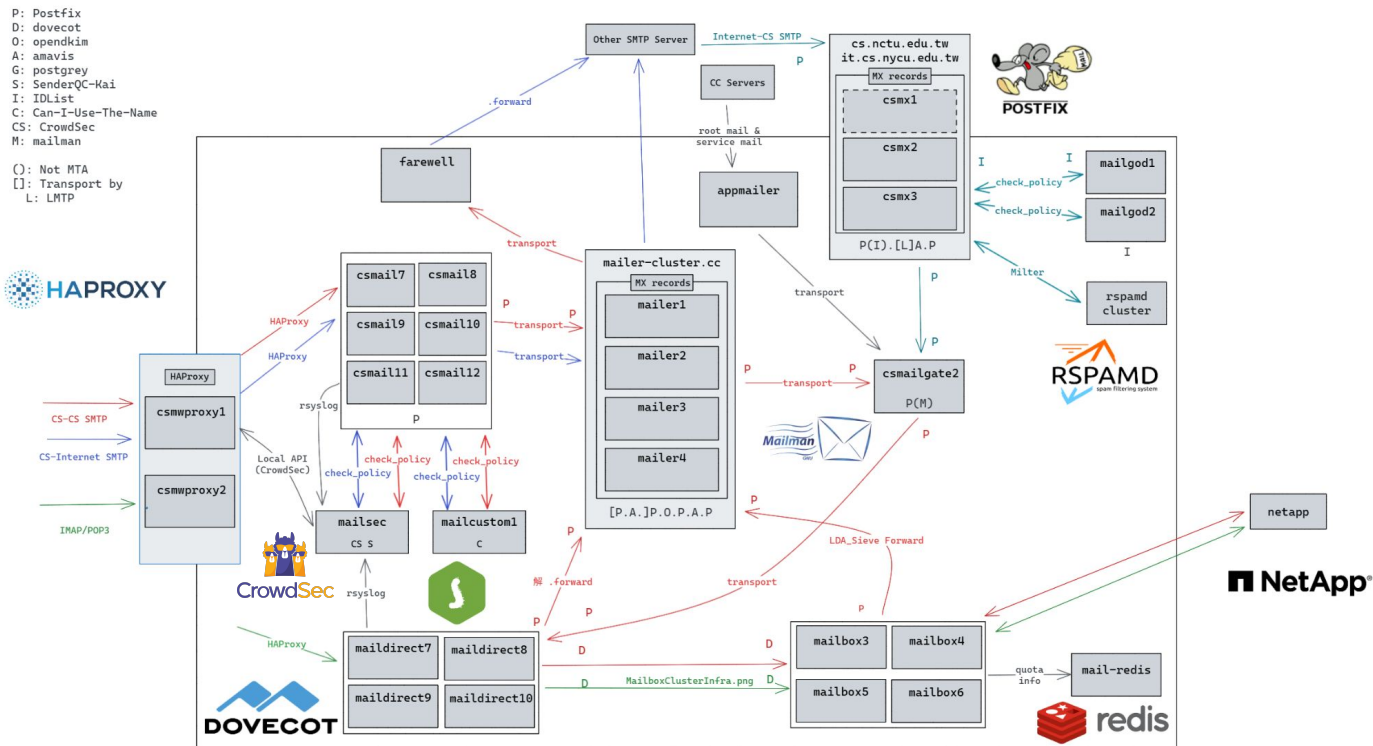 P: Postfix
D: dovecot
O: opendkim
A: amavis
G: postgrey
S: SenderQC-Kai
I: IDList
C: Can-I-Use-The-Name
CS: CrowdSec
M: mailman
(): Not MTA
[]: Transport by
L: LMTP
Other SMTP Server
Internet-CS SMTP
P
cs.nctu.edu.tw
it.cs.nycu.edu.tw
MX records
csmx1
csmx2
csmx3
P(I).[L]A.P
POSTFIX
CC Servers
root mail &
service mail
appmailer
.forward
farewell
I
I
check_policy
check_policy
mailgod1
mailgod2
I
Milter
rspamd
cluster
RSPAMD
spam filtering system
HAPROXY
HAProxy
csmwproxy1
csmwproxy2
CS-CS SMTP
CS-Internet SMTP
IMAP/POP3
HAProxy
HAProxy
csmail7
csmail8
csmail9
csmail10
csmail11
csmail12
P
transport
P
P
transport
transport
mailer-cluster.cc
MX records
mailer1
mailer2
mailer3
mailer4
[P.A.]P.O.P.A.P
transport
P
P
P
transport
P
csmailgate2
P(M)
P
Mailman
GNU
rsyslog
Local API
(CrowdSec)
check_policy
check_policy
check_policy
check_policy
mailsec
CS S
mailcustom1
C
CrowdSec
rsyslog
HAProxy
P
解 .forward
P
P
transport
P
LDA_Sieve Forward
P
maildirect7
maildirect8
maildirect9
maildirect10
DOVECOT
D
D
D
MailboxClusterInfra.png
D
mailbox3
mailbox4
mailbox5
mailbox6
quota
info
mail-redis
redis
netapp
NetApp